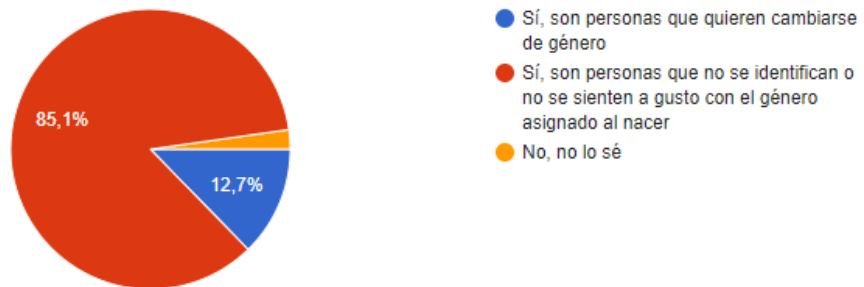 85,1%
12,7%
Sí, son personas que quieren cambiarse
de género
Sí, son personas que no se identifican o
no se sienten a gusto con el género
asignado al nacer
No, no lo sé